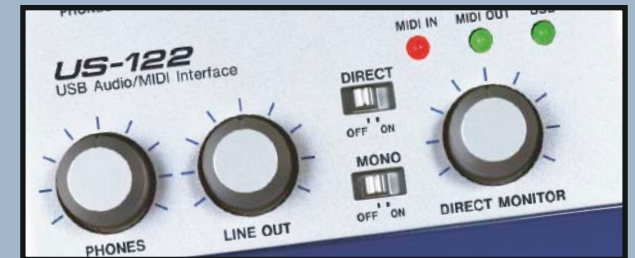 PHONES
MIDI IN
MIDI OUT
USB
US-122
USB Audio/MIDI Interface
DIRECT
OFF ON
MONO
OFF ON
PHONES
LINE OUT
DIRECT MONITOR